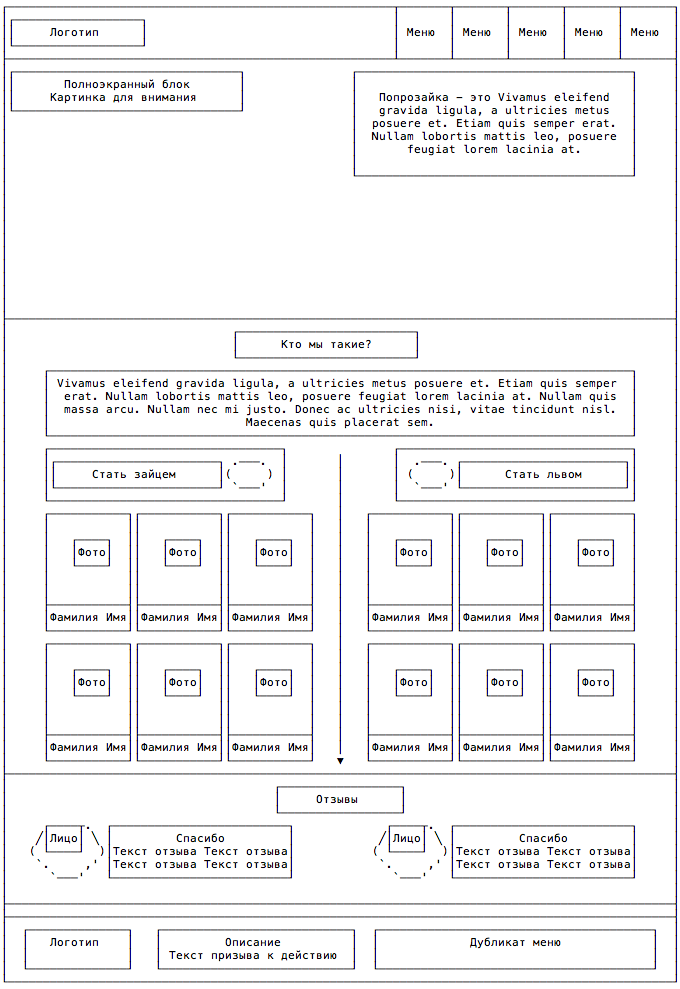 Логотип
Меню Меню Меню Меню Меню
Полноэкранный блок
Картинка для внимания
Попрозайка – это Vivamus eleifend
gravida ligula, a ultricies metus
posuere et. Etiam quis semper erat.
Nullam lobortis mattis leo, posuere
feugiat lorem lacinia at.
Кто мы такие?
Vivamus eleifend gravida ligula, a ultricies metus posuere et. Etiam quis semper
erat. Nullam lobortis mattis leo, posuere feugiat lorem lacinia at. Nullam quis
massa arcu. Nullam nec mi justo. Donec ac ultricies nisi, vitae tincidunt nisl.
Maecenas quis placerat sem.
Стать зайцем
Стать львом
Фото Фото Фото Фото Фото Фото
Фамилия Имя Фамилия Имя Фамилия Имя Фамилия Имя Фамилия Имя Фамилия Имя
Фото Фото Фото Фото Фото Фото
Фамилия Имя Фамилия Имя Фамилия Имя Фамилия Имя Фамилия Имя Фамилия Имя
Отзывы
Лицо
Спасибо
Текст отзыва Текст отзыва
Текст отзыва Текст отзыва
Лицо
Спасибо
Текст отзыва Текст отзыва
Текст отзыва Текст отзыва
Логотип
Описание
Текст призыва к действию
Дубликат меню